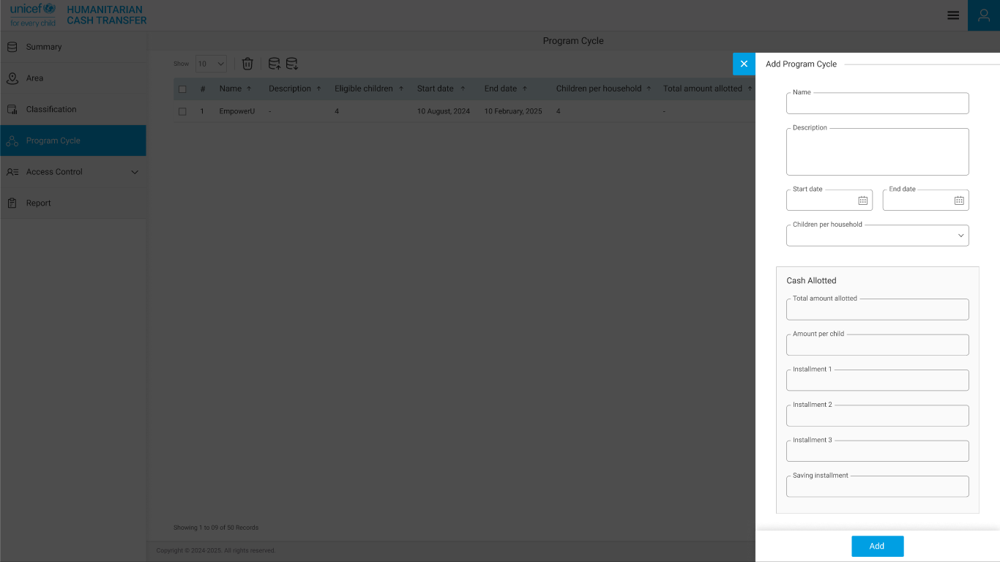 unicef
for every child
HUMANITARIAN
CASH TRANSFER
Summary
Area
Classification
Program Cycle
Access Control
Report
Program Cycle
Show 10
# Name Description Eligible children Start date End date Children per household Total amount allotted
1 EmpowerU - 4 10 August, 2024 10 February, 2025 4 -
Showing 1 to 09 of 50 Records
Copyright © 2024-2025. All rights reserved.
Add Program Cycle
Name
Description
Start date End date
Children per household
Cash Allotted
Total amount allotted
Amount per child
Installment 1
Installment 2
Installment 3
Saving installment
Add